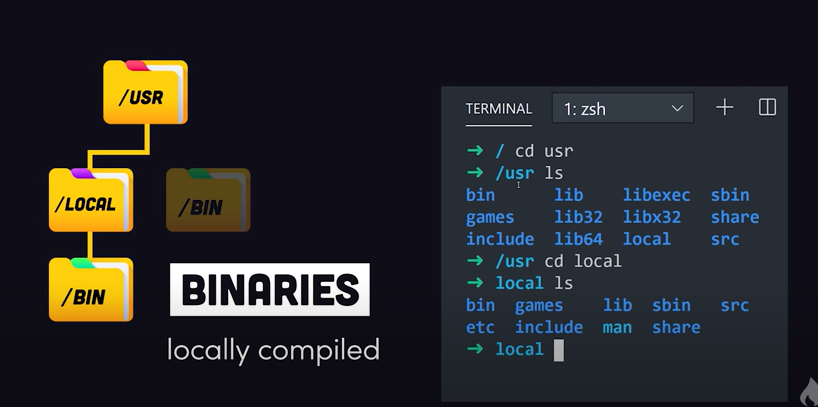 /USR
/LOCAL
/BIN
/BIN
BINARIES
locally compiled
TERMINAL 1: zsh
→ / cd usr
→ /usr ls
bin lib libexec sbin
games lib32 libx32 share
include lib64 local src
→ /usr cd local
→ local ls
bin games lib sbin src
etc include man share
→ local